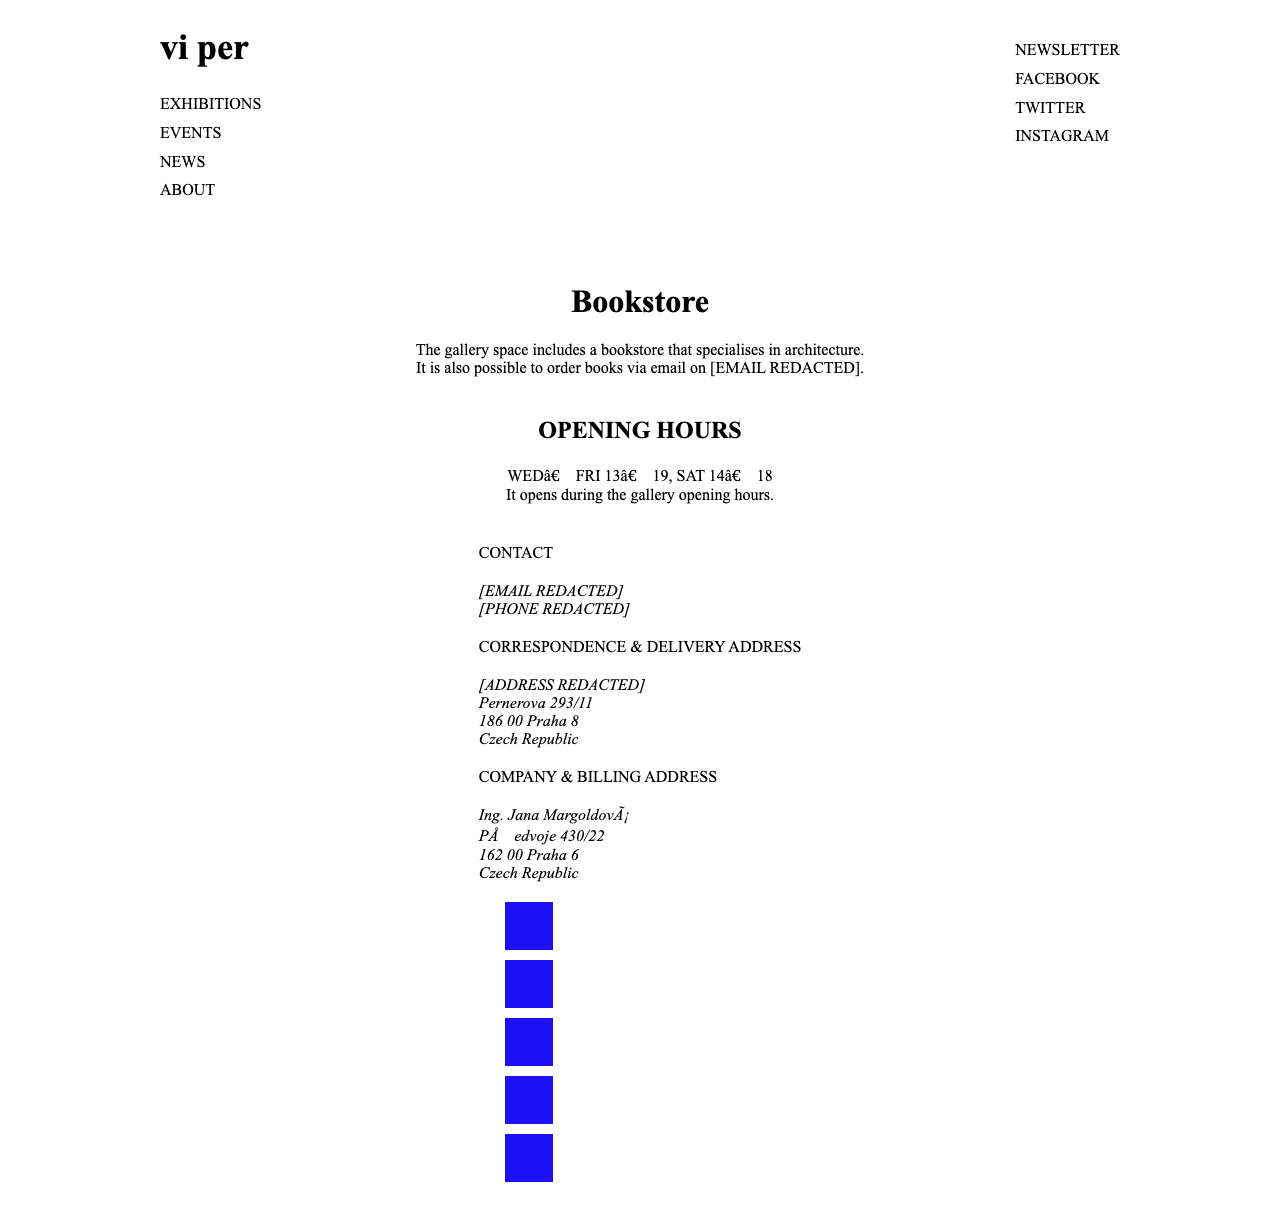 vi per
EXHIBITIONS
EVENTS
NEWS
ABOUT
NEWSLETTER
FACEBOOK
TWITTER
INSTAGRAM
Bookstore
The gallery space includes a bookstore that specialises in architecture.
It is also possible to order books via email on [EMAIL REDACTED].
OPENING HOURS
WEDâ€ FRI 13â€ 19, SAT 14â€ 18
It opens during the gallery opening hours.
CONTACT
[EMAIL REDACTED]
[PHONE REDACTED]
CORRESPONDENCE & DELIVERY ADDRESS
[ADDRESS REDACTED]
Pernerova 293/11
186 00 Praha 8
Czech Republic
COMPANY & BILLING ADDRESS
Ing. Jana MargoldovÃ¡
PÅ edvoje 430/22
162 00 Praha 6
Czech Republic